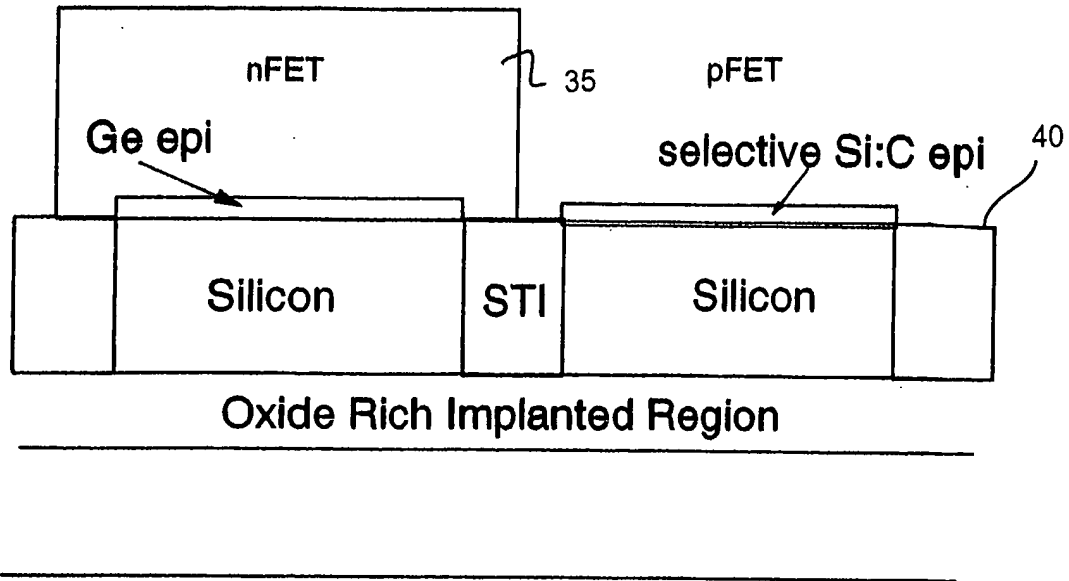 nFET
35
pFET
Ge epi
selective Si:C epi
40
Silicon
STI
Silicon
Oxide Rich Implanted Region